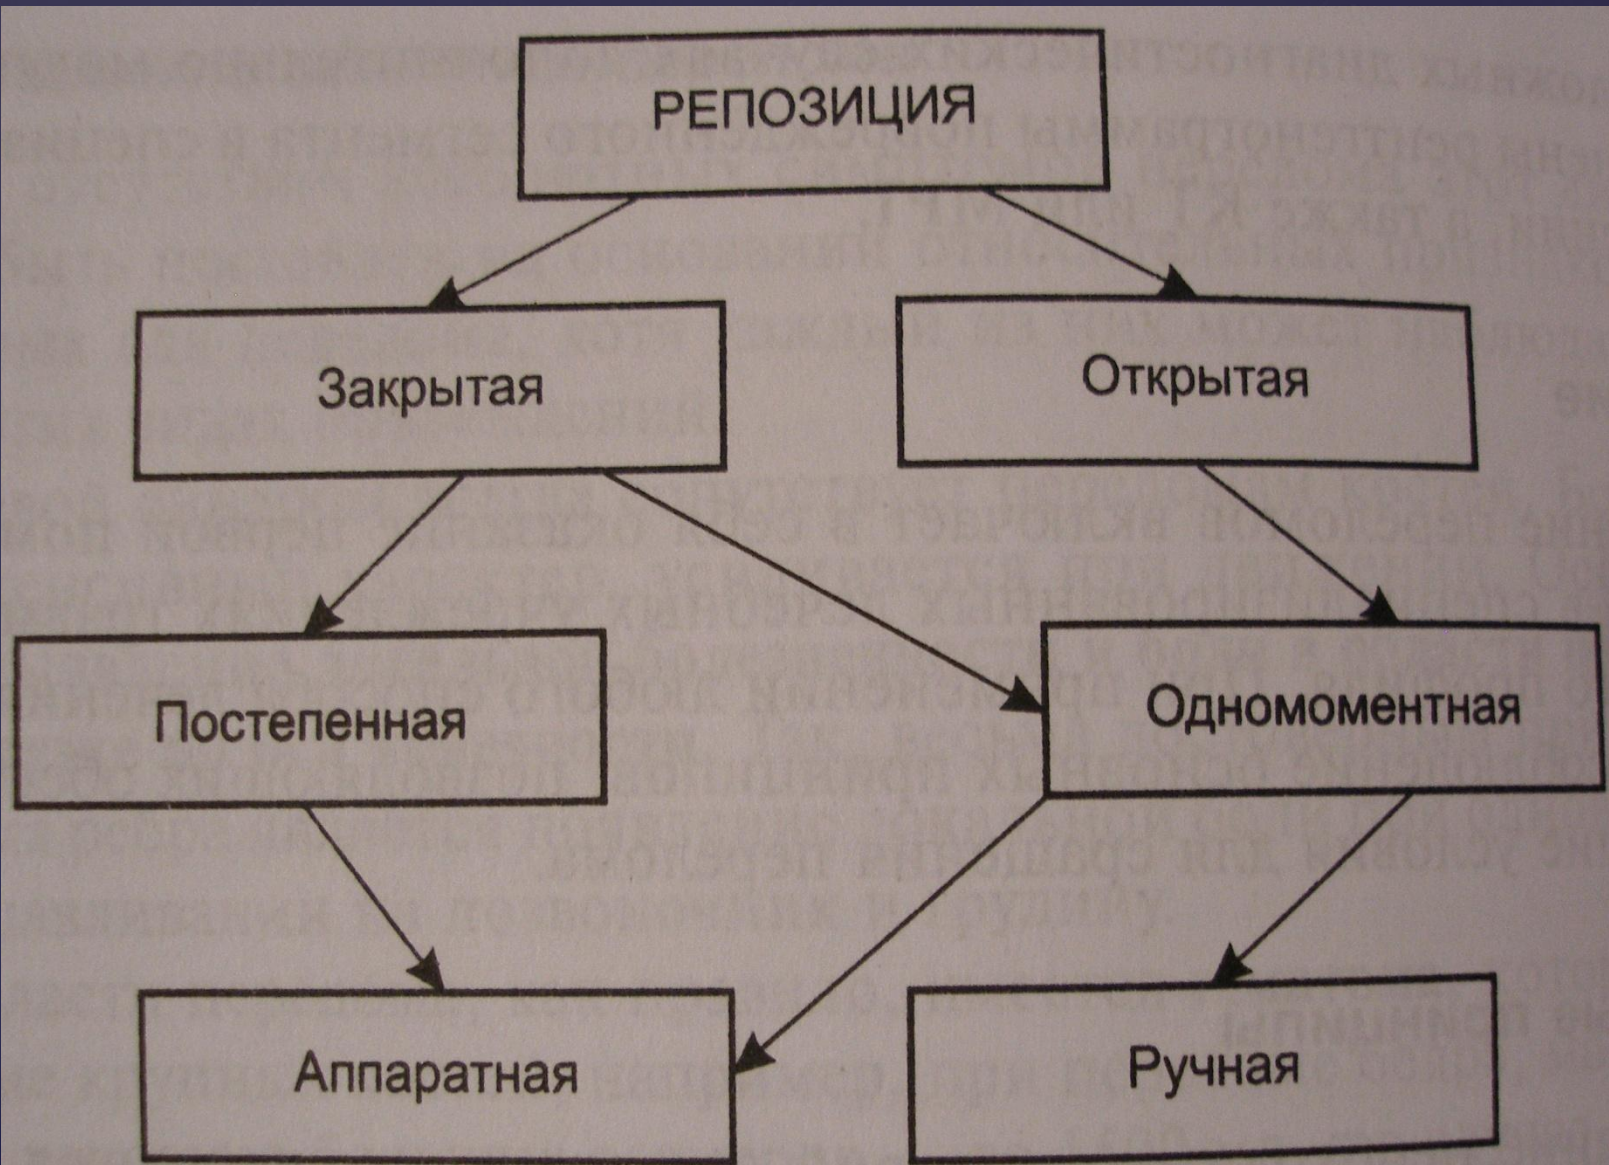 РЕПОЗИЦИЯ
Закрытая
Открытая
Постепенная
Одномоментная
Аппаратная
Ручная